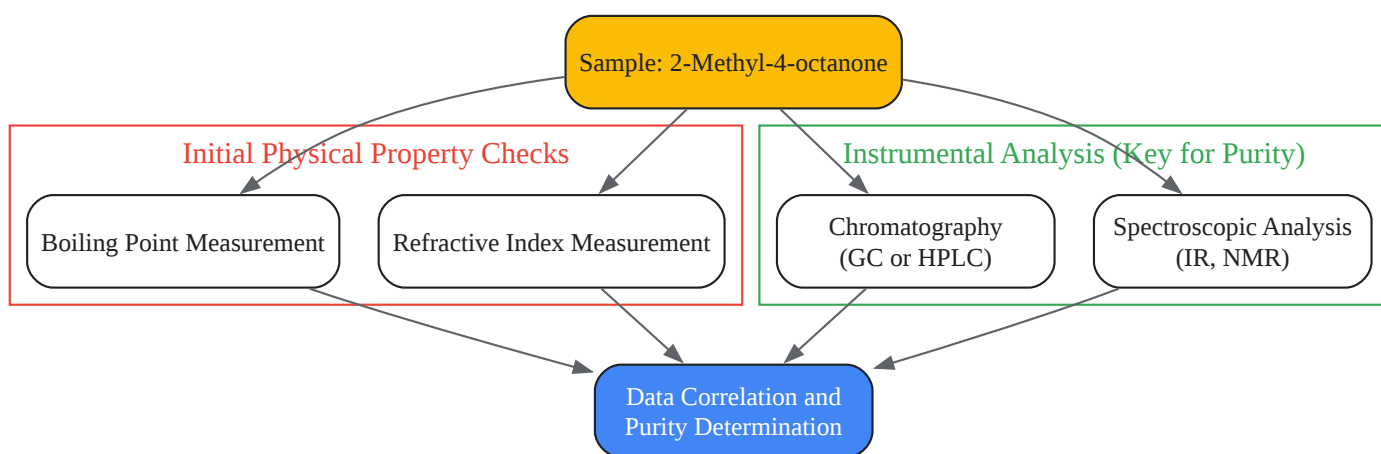 Sample: 2-Methyl-4-octanone
Initial Physical Property Checks
Instrumental Analysis (Key for Purity)
Boiling Point Measurement
Refractive Index Measurement
Chromatography
(GC or HPLC)
Spectroscopic Analysis
(IR, NMR)
Data Correlation and
Purity Determination